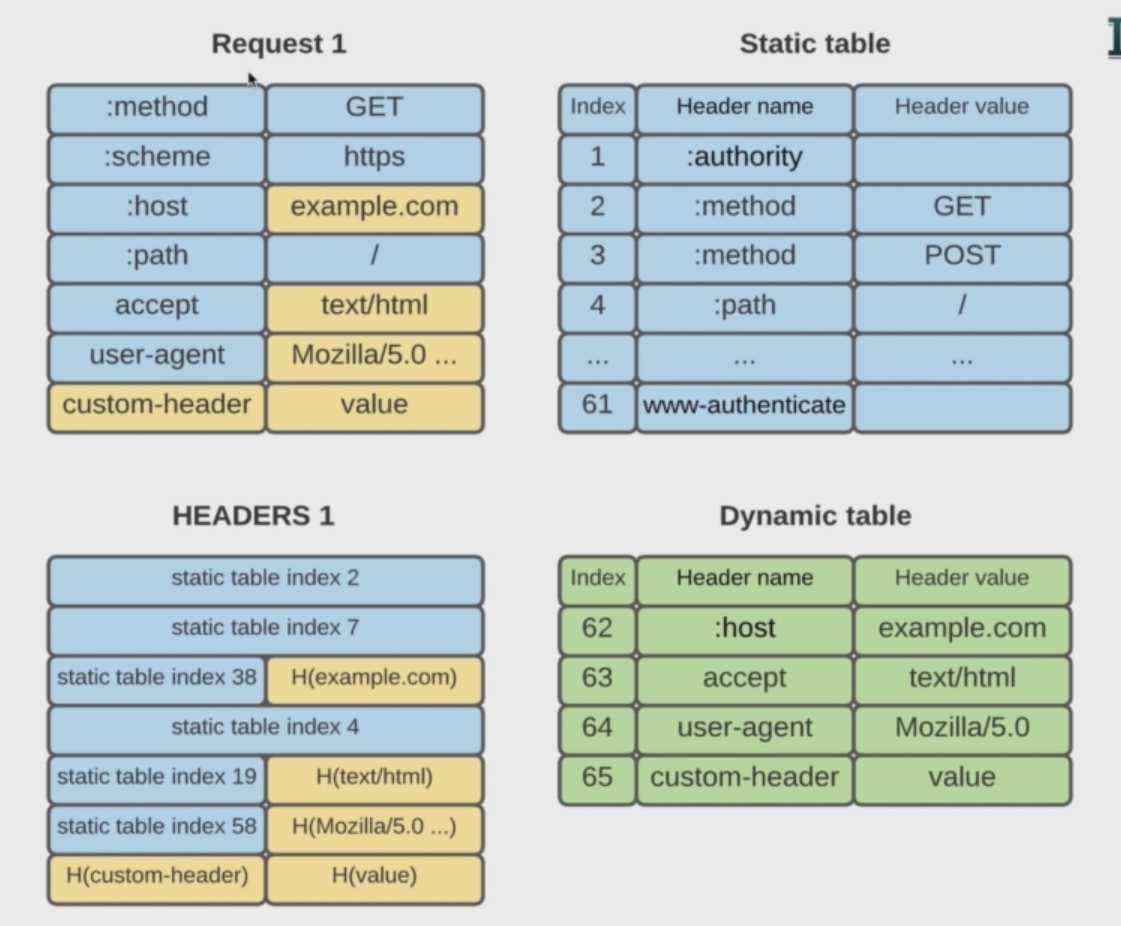 Request 1
:method GET
:scheme https
:host example.com
:path /
accept text/html
user-agent Mozilla/5.0 ...
custom-header value
Static table
Index Header name Header value
1 :authority
2 :method GET
3 :method POST
4 :path /
... ... ...
61 www-authenticate
HEADERS 1
static table index 2
static table index 7
static table index 38 H(example.com)
static table index 4
static table index 19 H(text/html)
static table index 58 H(Mozilla/5.0 ...)
H(custom-header) H(value)
Dynamic table
Index Header name Header value
62 :host example.com
63 accept text/html
64 user-agent Mozilla/5.0
65 custom-header value